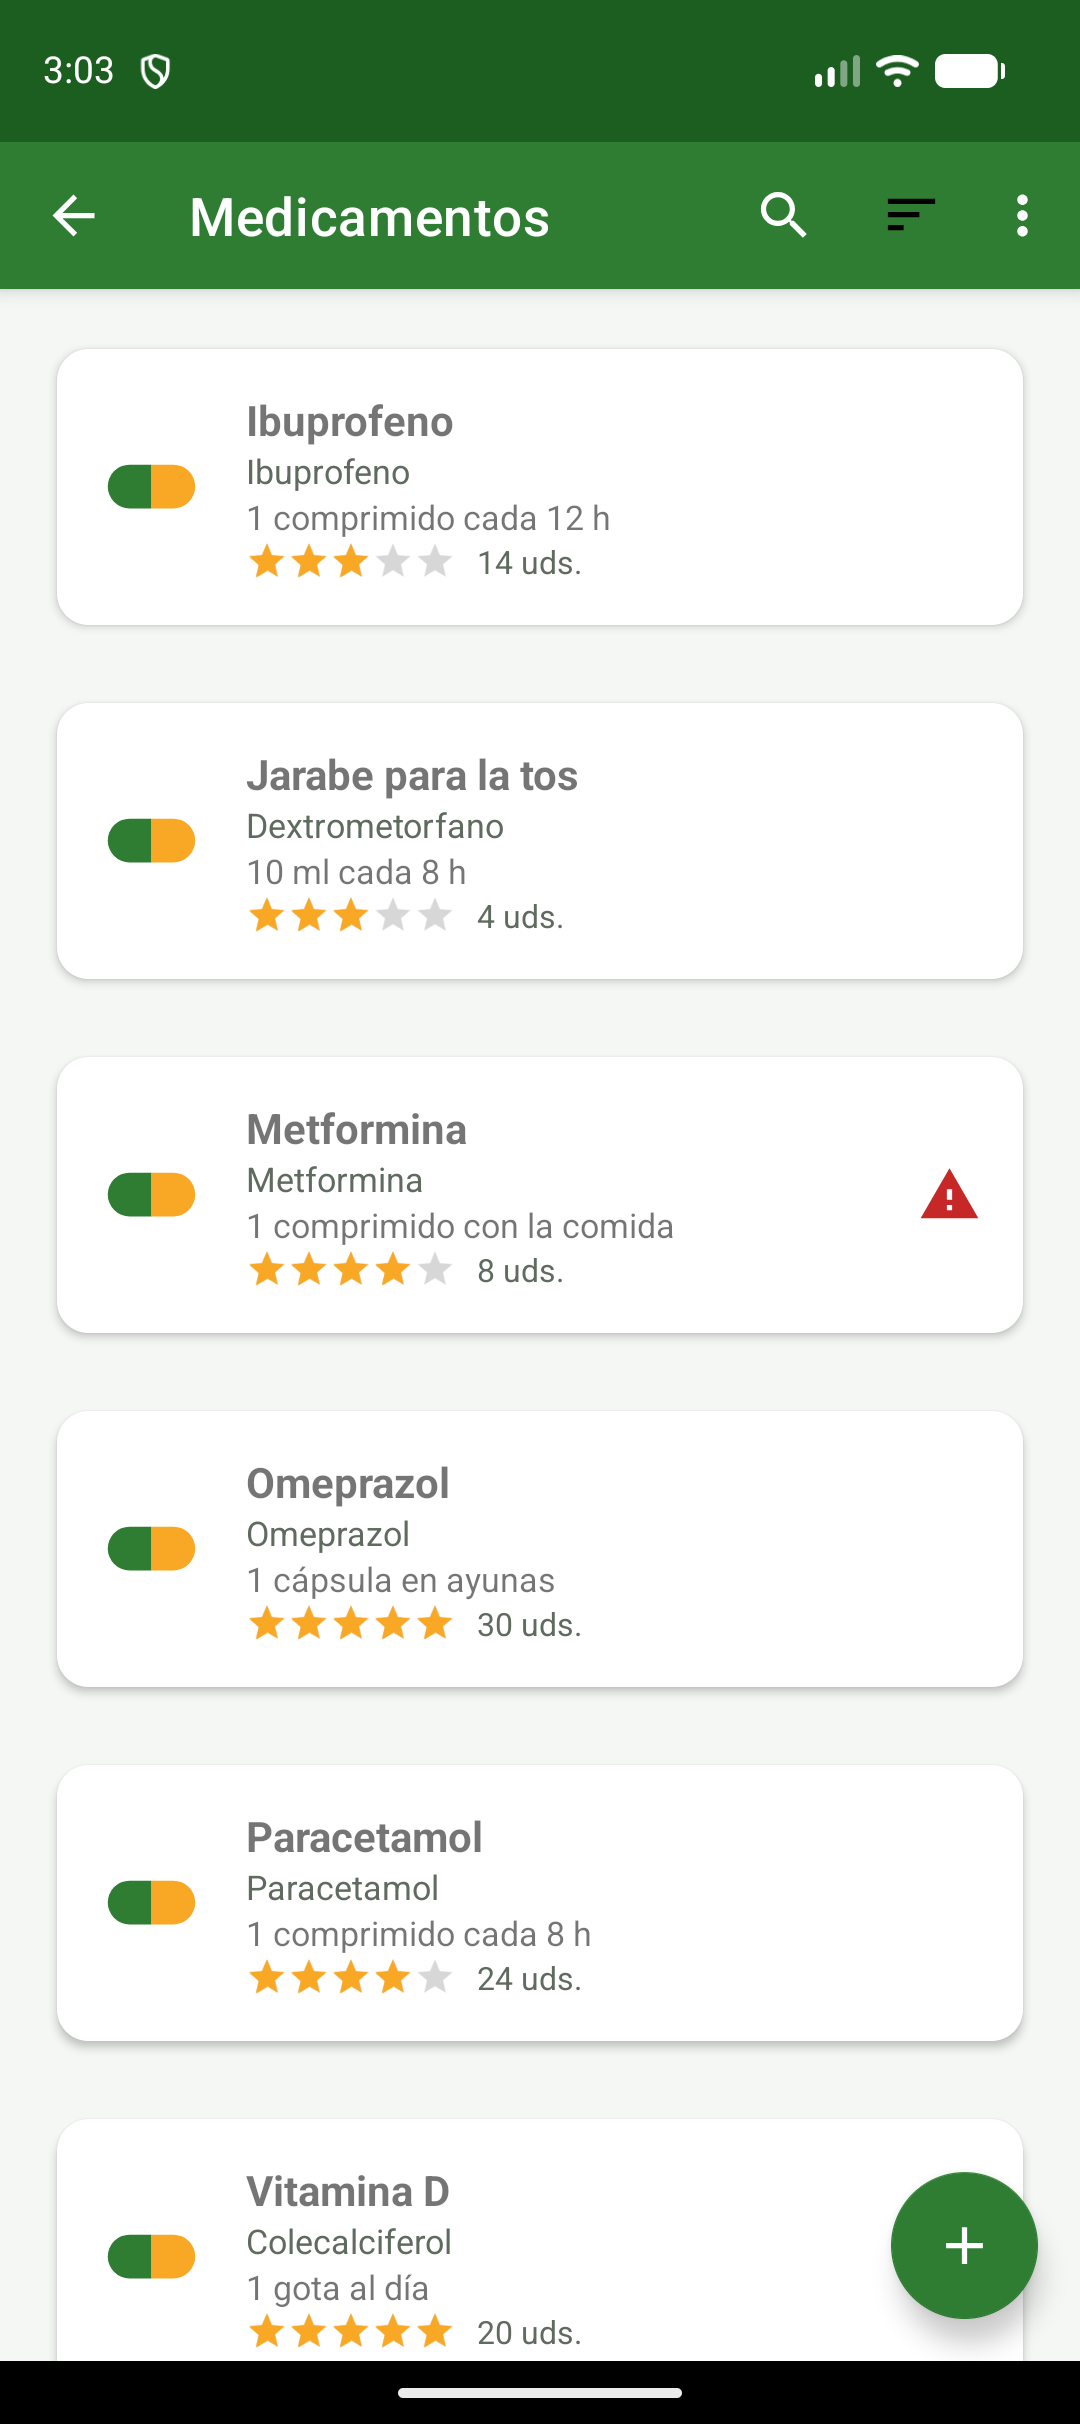 3:03
Medicamentos
Ibuprofeno
Ibuprofeno
1 comprimido cada 12 h
14 uds.
Jarabe para la tos
Dextrometorfano
10 ml cada 8 h
4 uds.
Metformina
Metformina
1 comprimido con la comida
8 uds.
Omeprazol
Omeprazol
1 cápsula en ayunas
30 uds.
Paracetamol
Paracetamol
1 comprimido cada 8 h
24 uds.
Vitamina D
Colecalciferol
1 gota al día
20 uds.